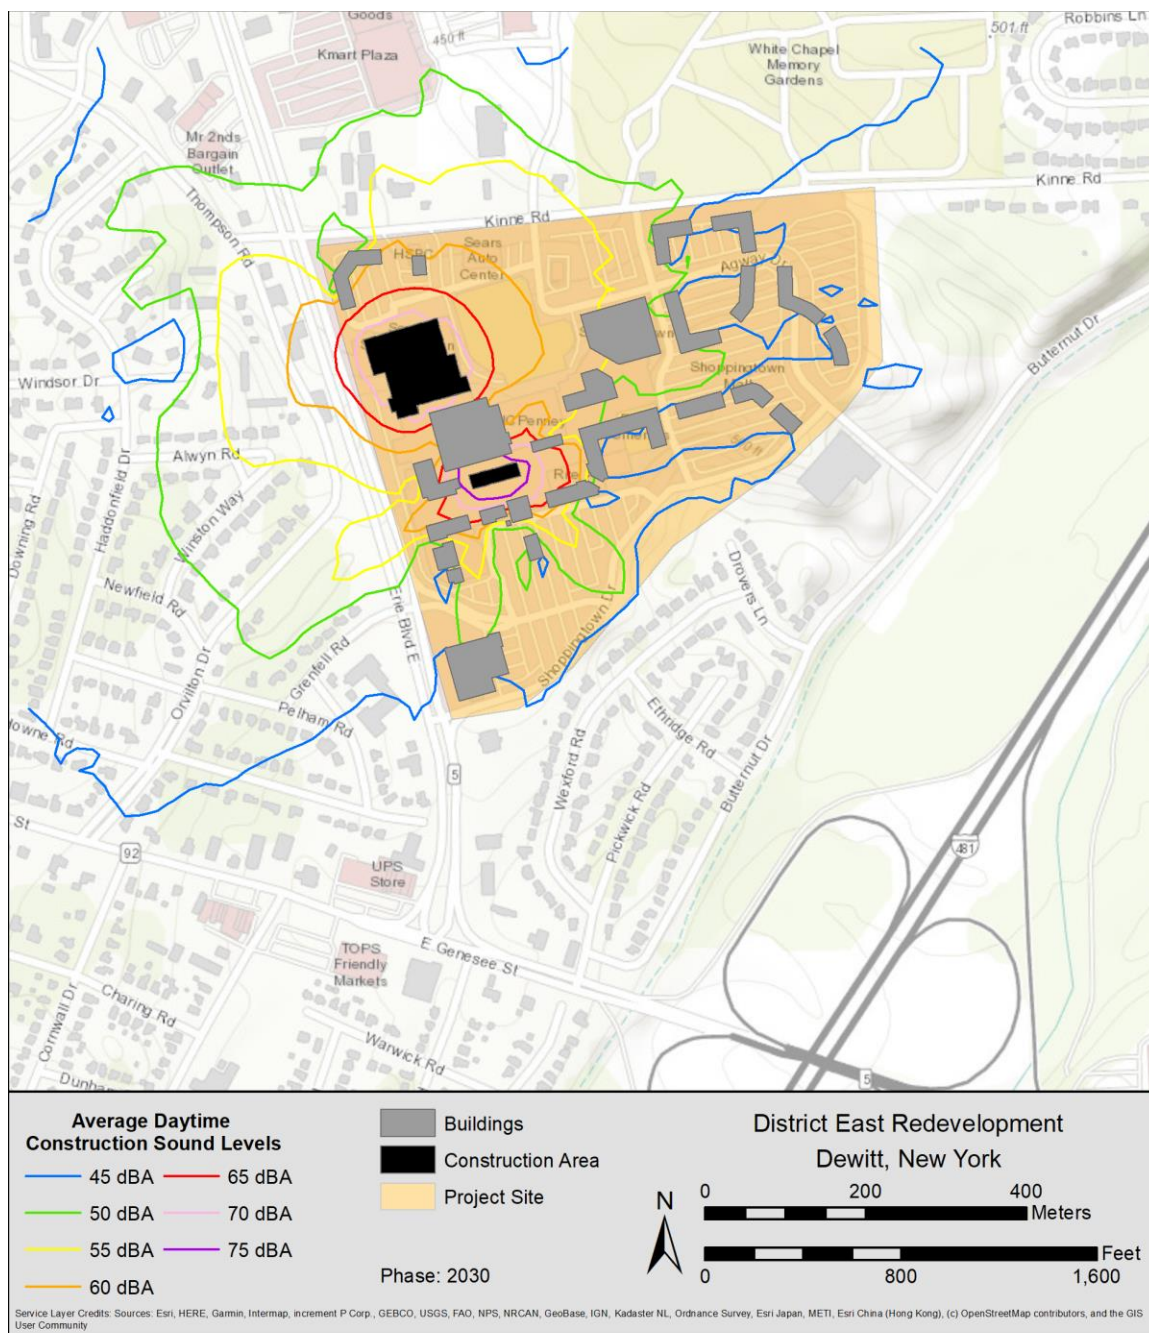 Goods
Kmart Plaza
450 ft
Robbins Ln
501 ft
White Chapel
Memory
Gardens
Mr 2nds
Bargain
Outlet
Thompson Rd
Kinne Rd
Kinne Rd
HSBC
Sears
Auto
Center
Agway Dr
Butternut Dr
Windsor Dr
Shoppingtown
Mall
Alwyn Rd
Haddonfield Dr
Downing Rd
Winston Way
Newfield Rd
Erie Blvd E
Drovers Ln
Shoppingtown Dr
Orvilton Dr
Grenfell Rd
Pelham Rd
Ethridge Rd
Butternut Dr
Wexford Rd
Pickwick Rd
downe Rd
5
St
92
481
UPS
Store
E Genesee St
TOPS
Friendly
Markets
Charing Rd
Cornwall Dr
Warwick Rd
Dunha
5
Average Daytime
Construction Sound Levels
45 dBA
65 dBA
50 dBA
70 dBA
55 dBA
75 dBA
60 dBA
Buildings
Construction Area
Project Site
Phase: 2030
District East Redevelopment
Dewitt, New York
N
0 200 400
Meters
Feet
0 800 1,600
Service Layer Credits: Sources: Esri, HERE, Garmin, Intermap, increment P Corp., GEBCO, USGS, FAO, NPS, NRCAN, GeoBase, IGN, Kadaster NL, Ordnance Survey, Esri Japan, METI, Esri China (Hong Kong), (c) OpenStreetMap contributors, and the GIS
User Community